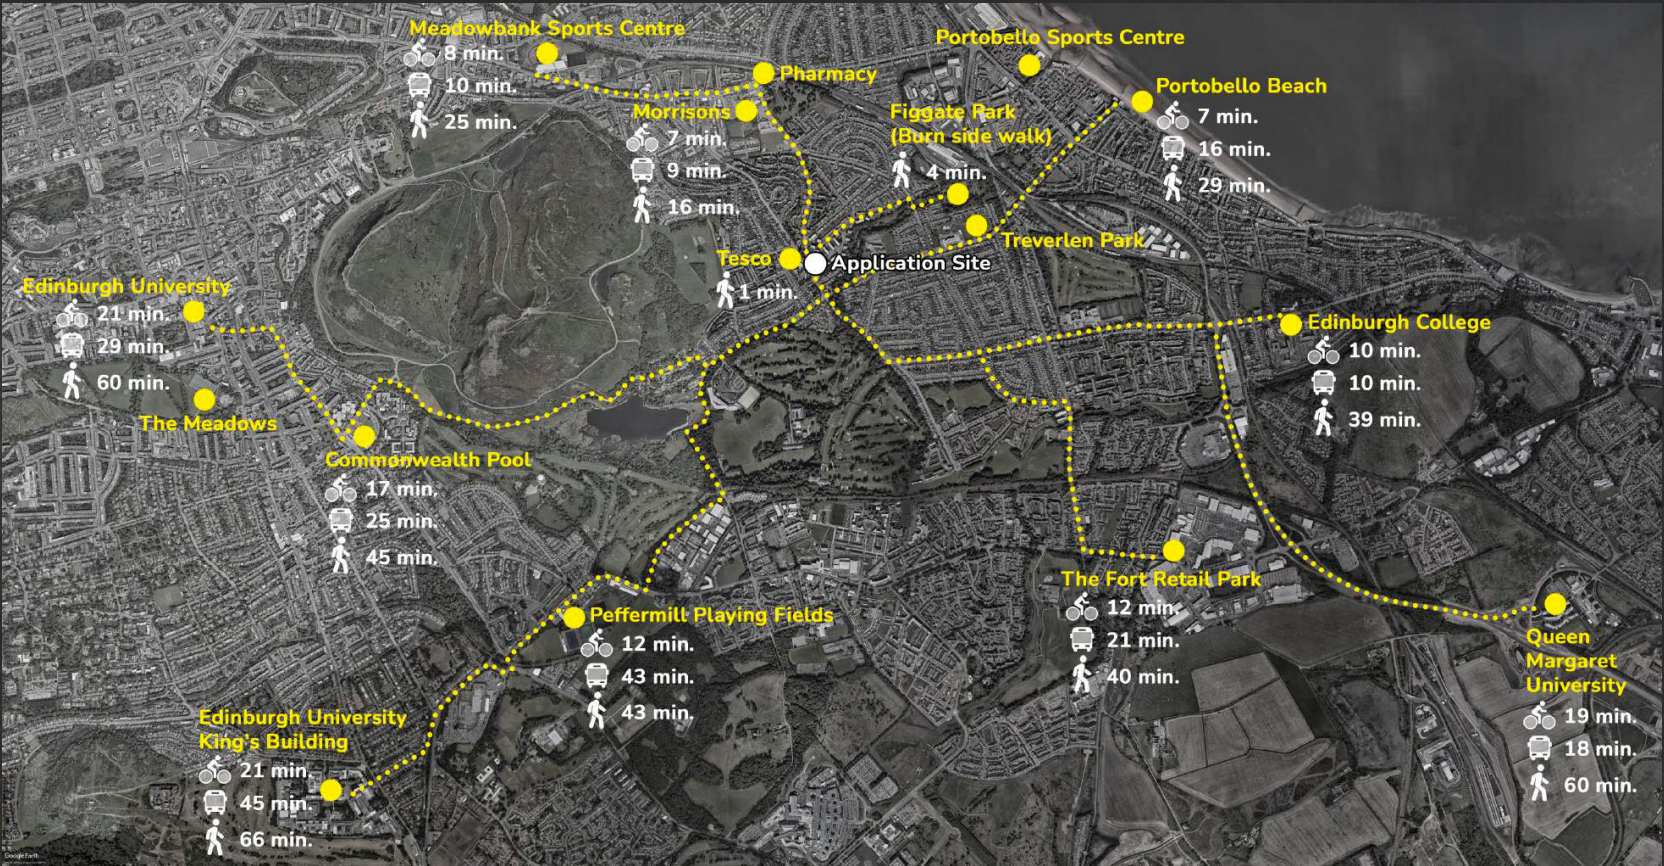 Meadowbank Sports Centre
8 min.
10 min.
25 min.
Pharmacy
Morrisons
7 min.
9 min.
16 min.
Portobello Sports Centre
Portobello Beach
7 min.
16 min.
29 min.
Figgate Park
(Burn side walk)
4 min.
Treverlen Park
Tesco
1 min.
Application Site
Edinburgh University
21 min.
29 min.
60 min.
The Meadows
Commonwealth Pool
17 min.
25 min.
45 min.
Edinburgh College
10 min.
10 min.
39 min.
The Fort Retail Park
12 min.
21 min.
40 min.
Peffermill Playing Fields
12 min.
43 min.
43 min.
Queen
Margaret
University
19 min.
18 min.
60 min.
Edinburgh University
King's Building
21 min.
45 min.
66 min.
Google Earth